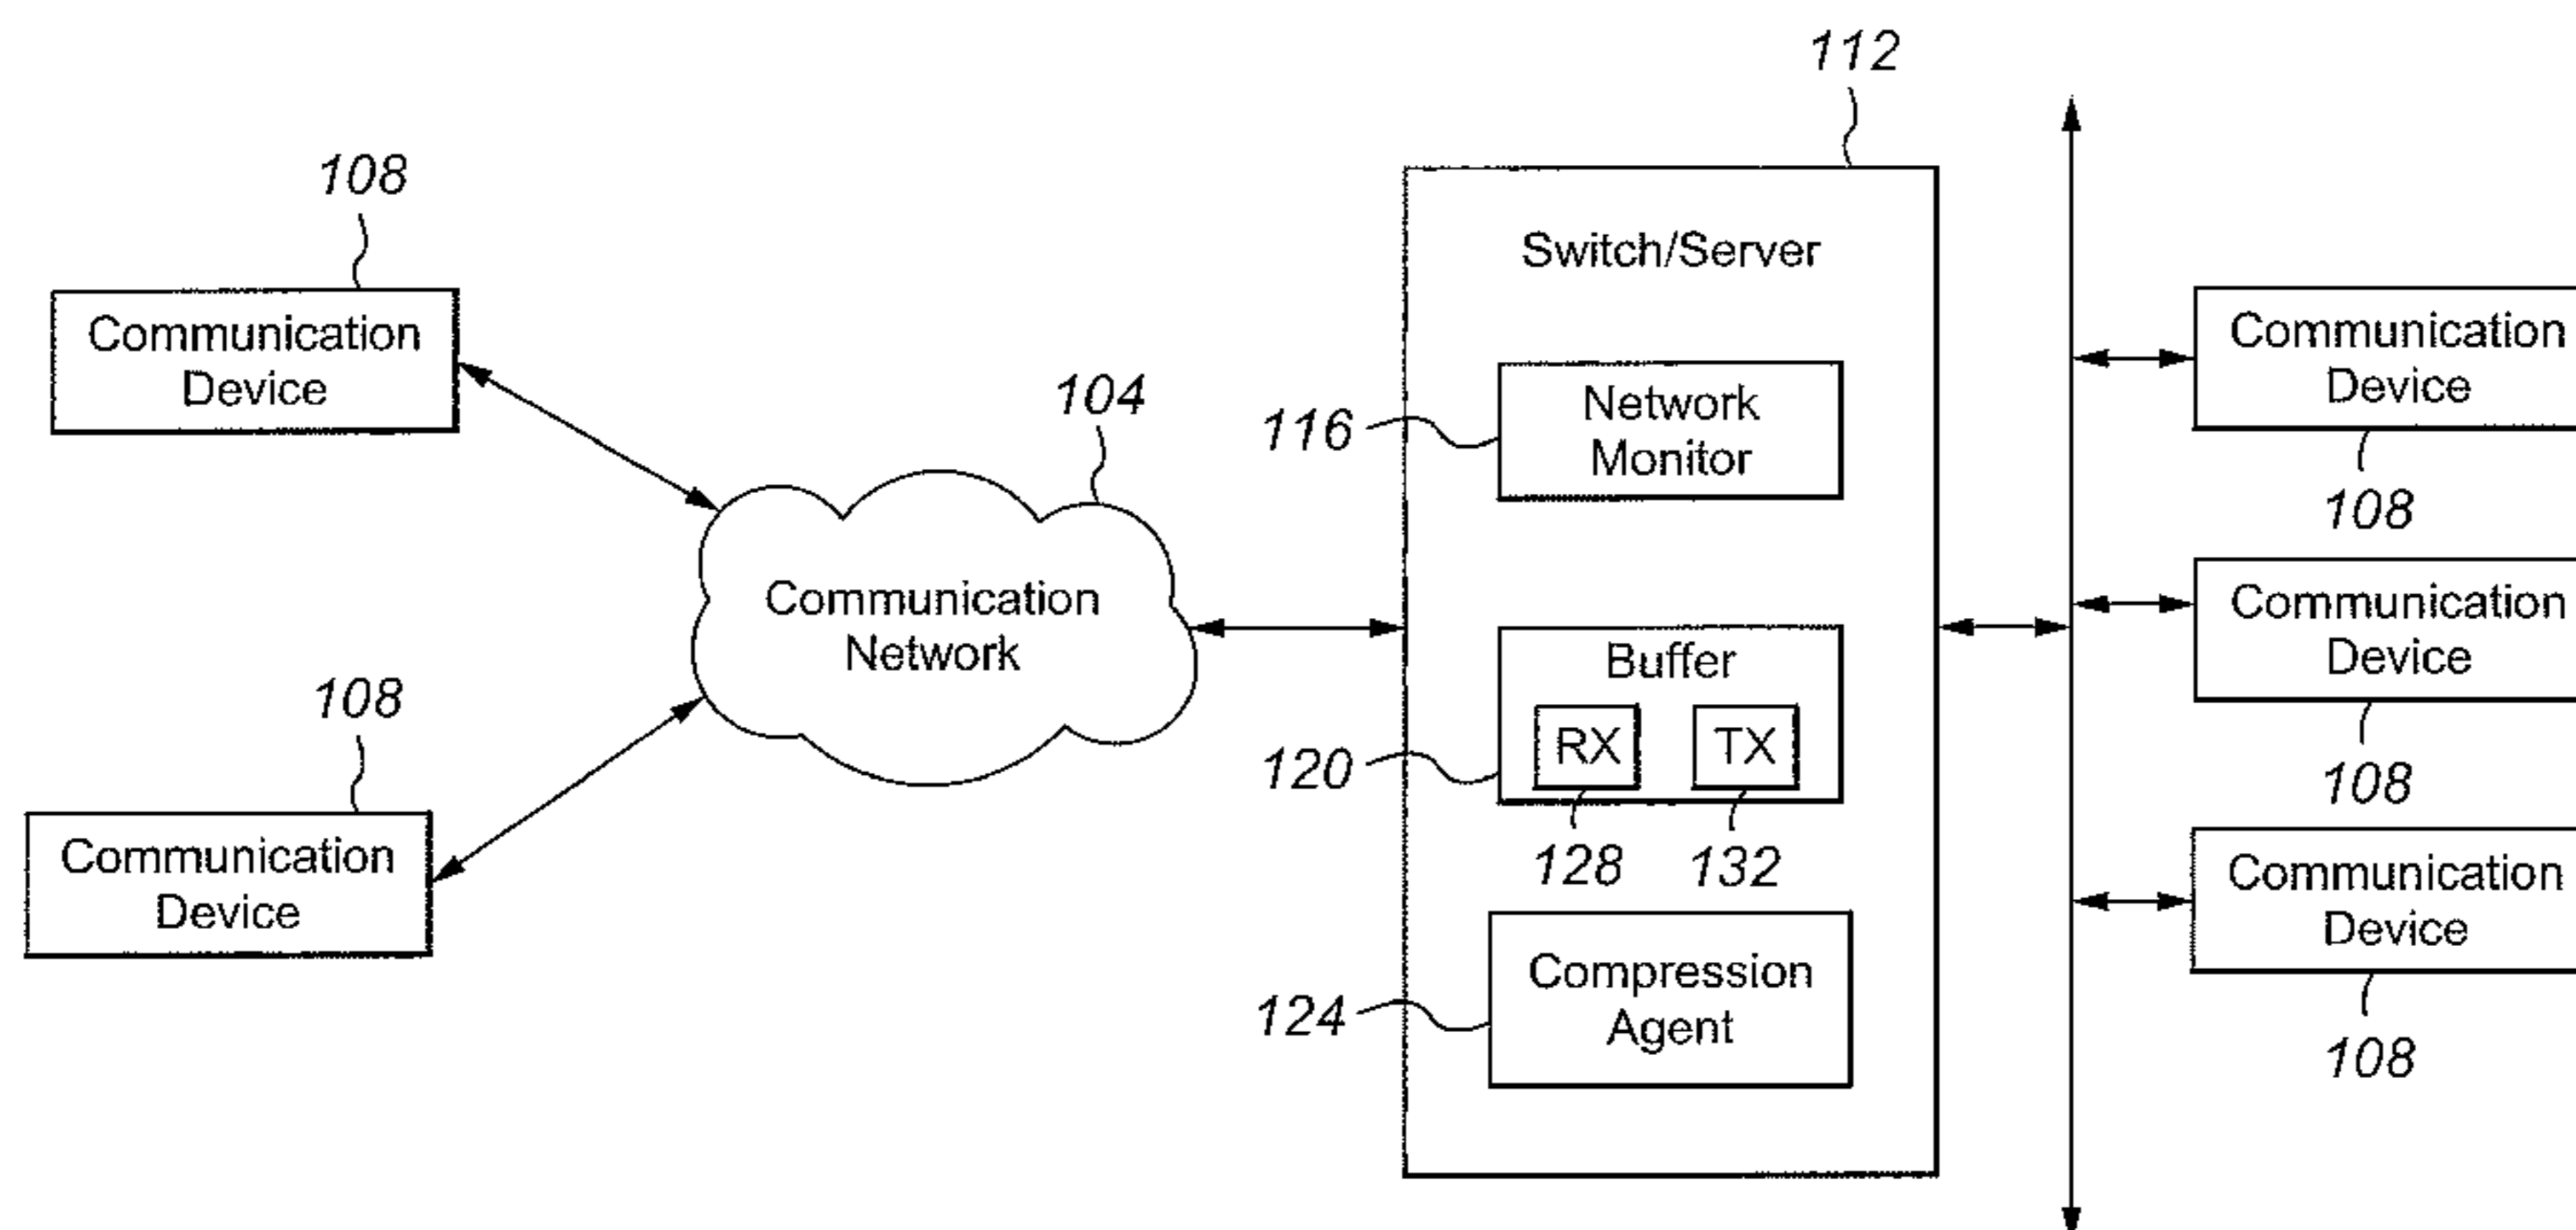 112
108
Switch/Server
Communication
Device
104
116
Network
Monitor
Communication
Device
108
Communication
Network
108
120
Buffer
RX
TX
128
132
Communication
Device
108
Communication
Device
124
Compression
Agent
Communication
Device
108